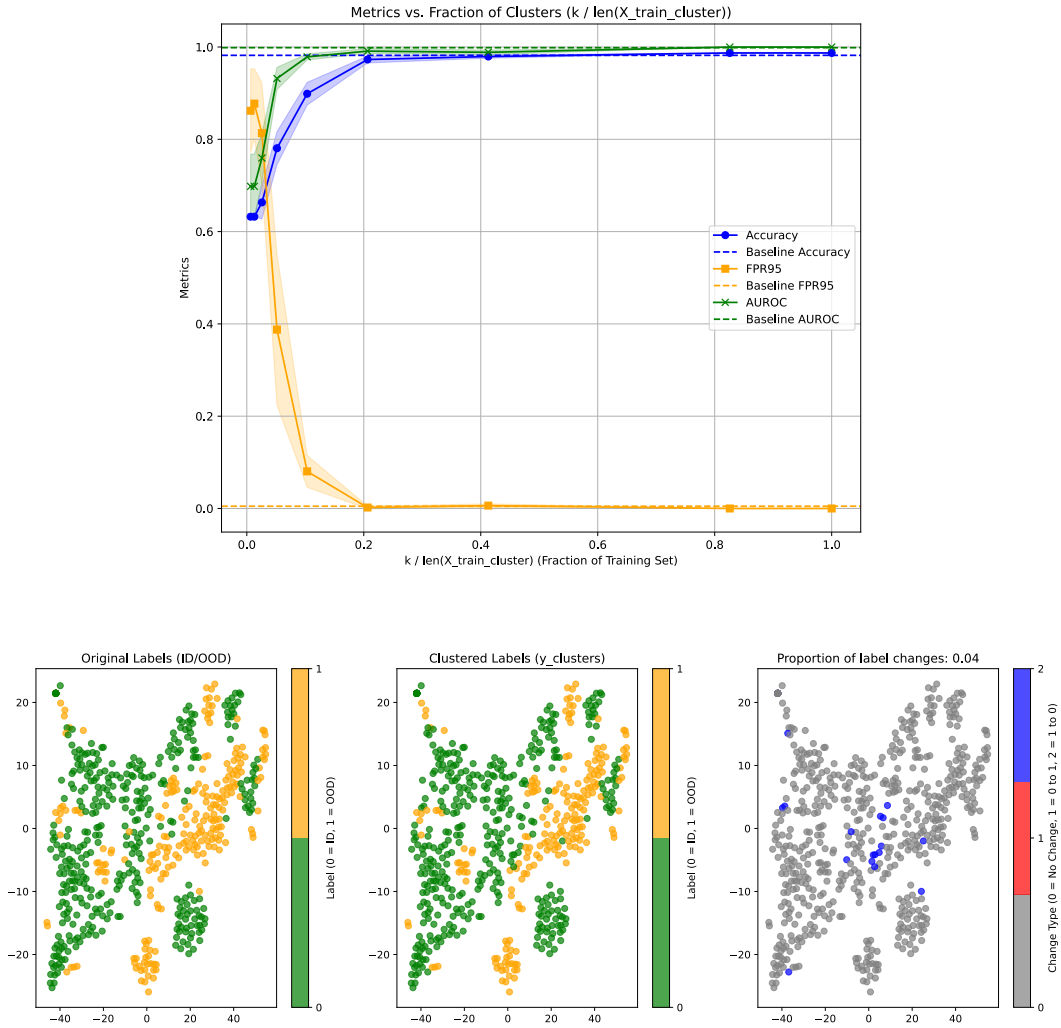 Metrics vs. Fraction of Clusters (k / len(X_train_cluster))
1.0
0.8
0.6
0.4
0.2
0.0
Metrics
Accuracy
Baseline Accuracy
FPR95
Baseline FPR95
AUROC
Baseline AUROC
0.0 0.2 0.4 0.6 0.8 1.0
k / len(X_train_cluster) (Fraction of Training Set)
Original Labels (ID/OOD)
20
10
0
−10
−20
−40 −20 0 20 40
1
0
Label (0 = ID, 1 = OOD)
Clustered Labels (y_clusters)
20
10
0
−10
−20
−40 −20 0 20 40
1
0
Label (0 = ID, 1 = OOD)
Proportion of label changes: 0.04
20
10
0
−10
−20
−40 −20 0 20 40
2
1
0
Change Type (0 = No Change, 1 = 0 to 1, 2 = 1 to 0)